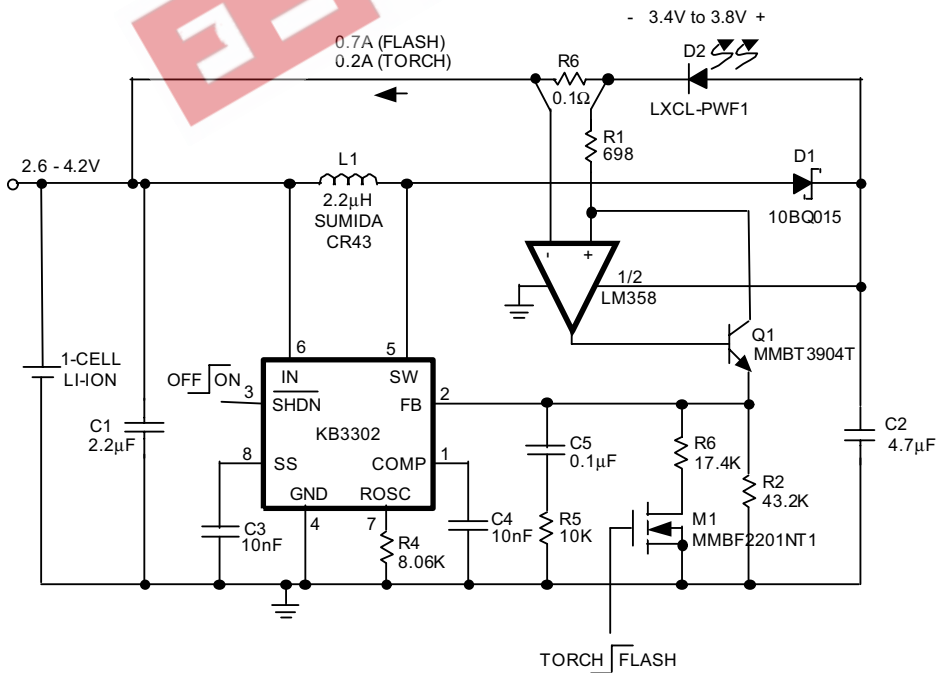 - 3.4V to 3.8V +
0.7A (FLASH)
0.2A (TORCH)
R6
0.1Ω
D2
LXCL-PWF1
R1
698
2.6 - 4.2V
L1
2.2µH
SUMIDA
CR43
D1
10BQ015
- +
1/2
LM358
Q1
MMBT3904T
1-CELL
LI-ION
OFF ON
6
5
IN
SW
3
SHDN
FB
2
KB3302
C1
2.2µF
8
SS
COMP
1
GND
ROSC
4
7
C3
10nF
R4
8.06K
C4
10nF
C5
0.1µF
R5
10K
R6
17.4K
M1
MMBF2201NT1
R2
43.2K
C2
4.7µF
TORCH FLASH